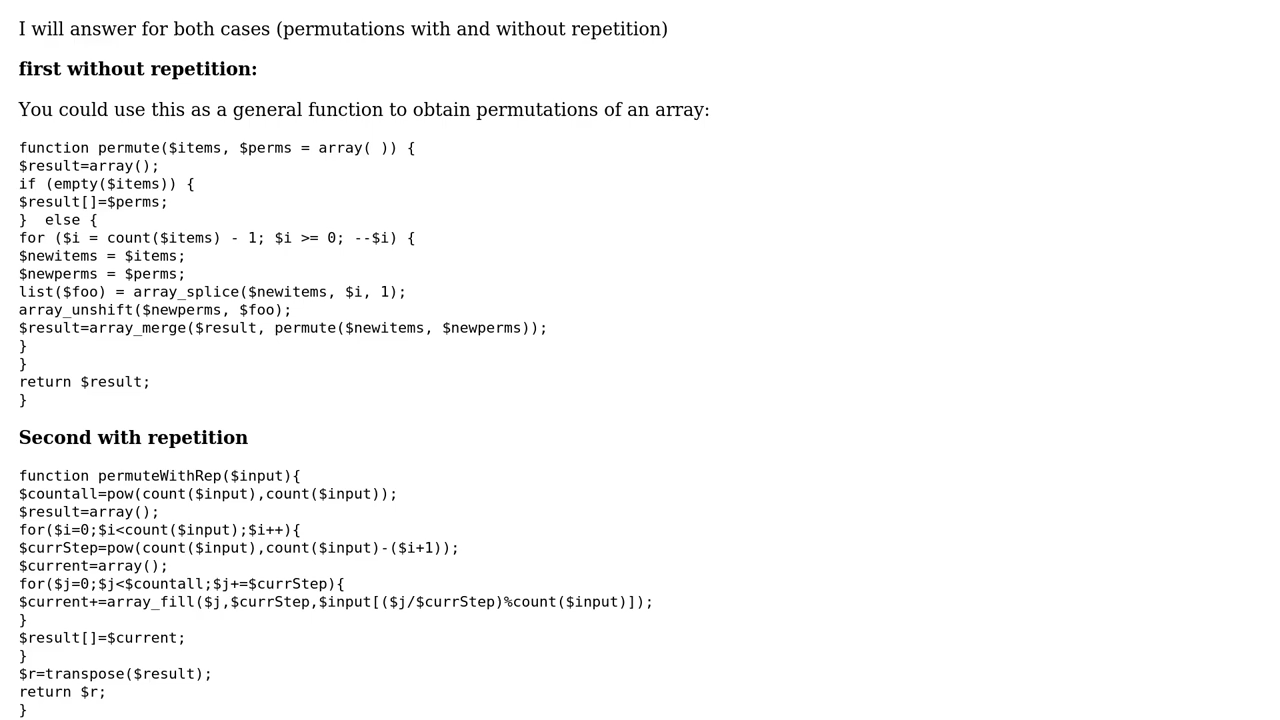 I will answer for both cases (permutations with and without repetition)
first without repetition:
You could use this as a general function to obtain permutations of an array:
function permute($items, $perms = array( )) {
$result=array();
if (empty($items)) {
$result[]=$perms;
}  else {
for ($i = count($items) - 1; $i >= 0; --$i) {
$newitems = $items;
$newperms = $perms;
list($foo) = array_splice($newitems, $i, 1);
array_unshift($newperms, $foo);
$result=array_merge($result, permute($newitems, $newperms));
}
}
return $result;
}
Second with repetition
function permuteWithRep($input){
$countall=pow(count($input),count($input));
$result=array();
for($i=0;$i<count($input);$i++){
$currStep=pow(count($input),count($input)-($i+1));
$current=array();
for($j=0;$j<$countall;$j+=$currStep){
$current+=array_fill($j,$currStep,$input[($j/$currStep)%count($input)]);
}
$result[]=$current;
}
$r=transpose($result);
return $r;
}